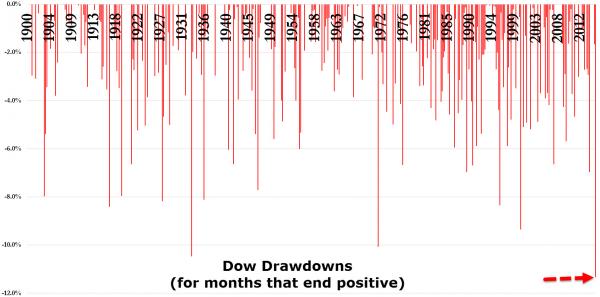 0.0%
1900 1904 1909 1913 1918 1922 1927 1931 1936 1940 1945 1949 1954 1958 1963 1967 1972 1976 1981 1985 1990 1994 1999 2003 2008 2012
-2.0%
-4.0%
-6.0%
-8.0%
-10.0%
Dow Drawdowns
(for months that end positive)
-12.0%